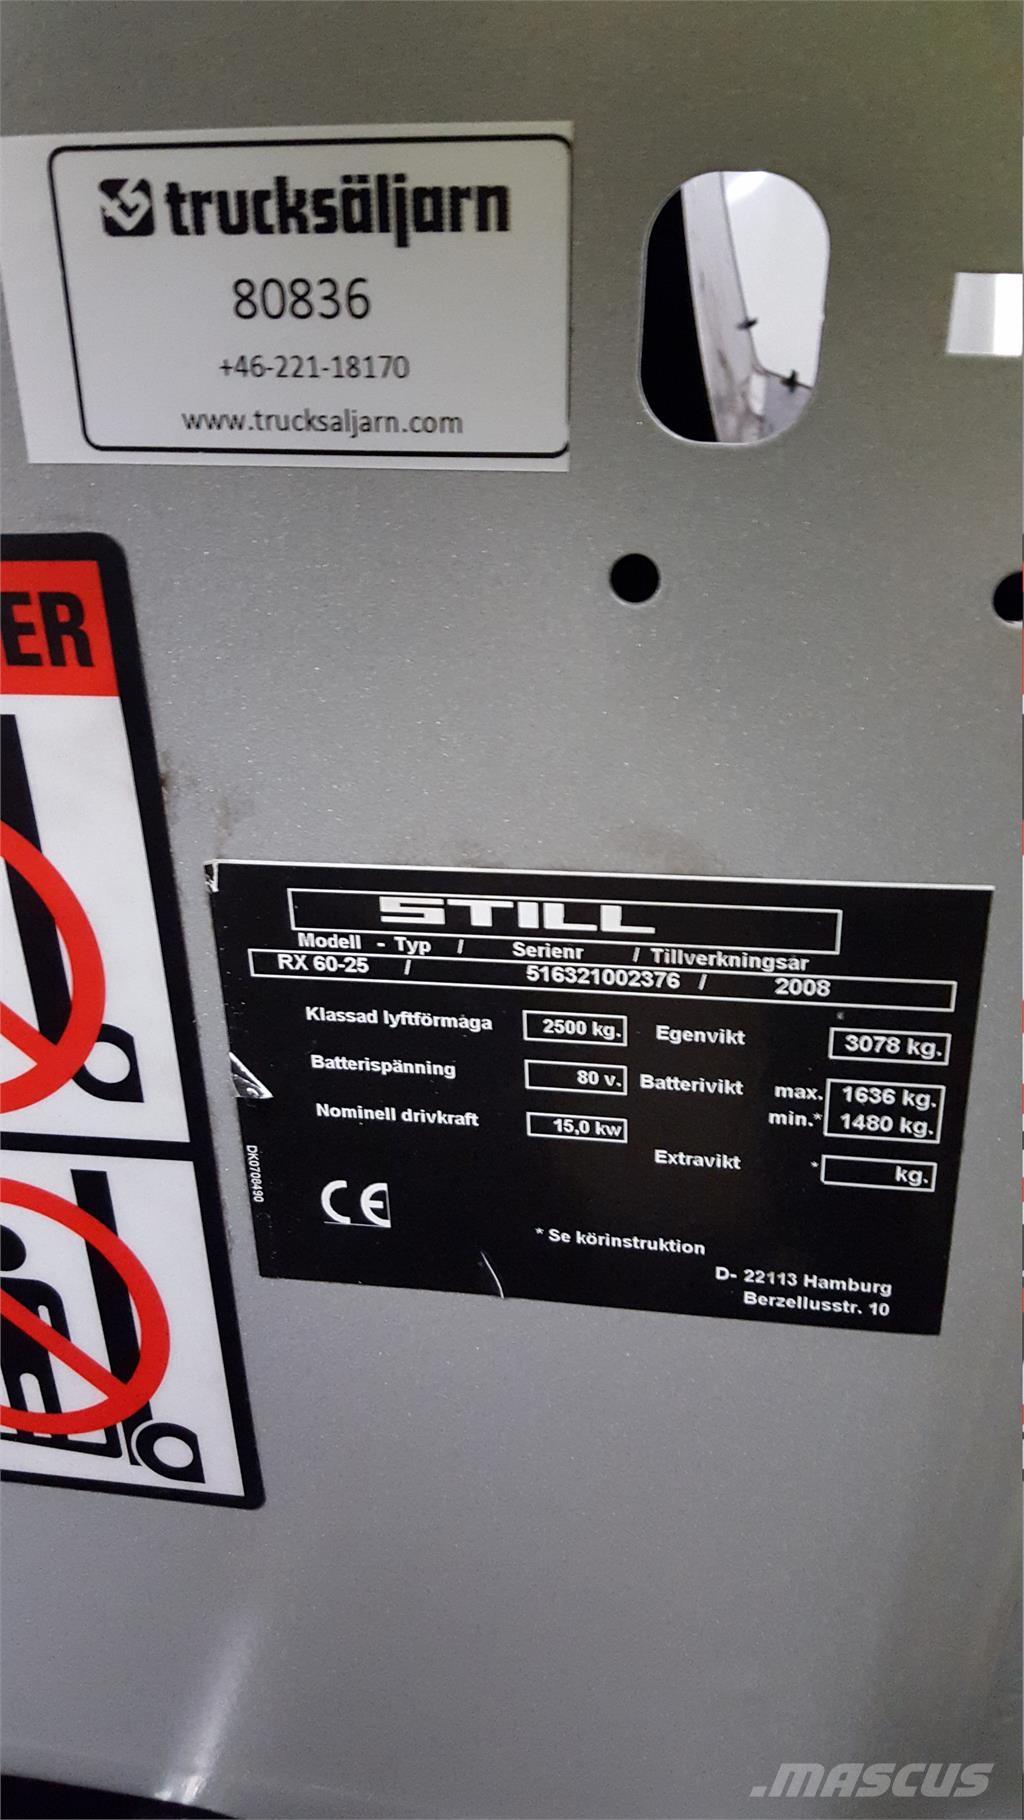 trucksäljarn
80836
+46-221-18170
www.trucksaljarn.com
ER
STILL
Modell - Typ / Serienr / Tillverkningsår
RX 60-25 / 516321002376 / 2008
Klassad lyftförmåga 2500 kg. Egenvikt 3078 kg.
Batterispänning 80 v. Batterivikt max. 1636 kg.
min.* 1480 kg.
Nominell drivkraft 15,0 kw
Extravikt * kg.
DK0708490
CE
* Se körinstruktion
D- 22113 Hamburg
Berzellusstr. 10
MASCUS